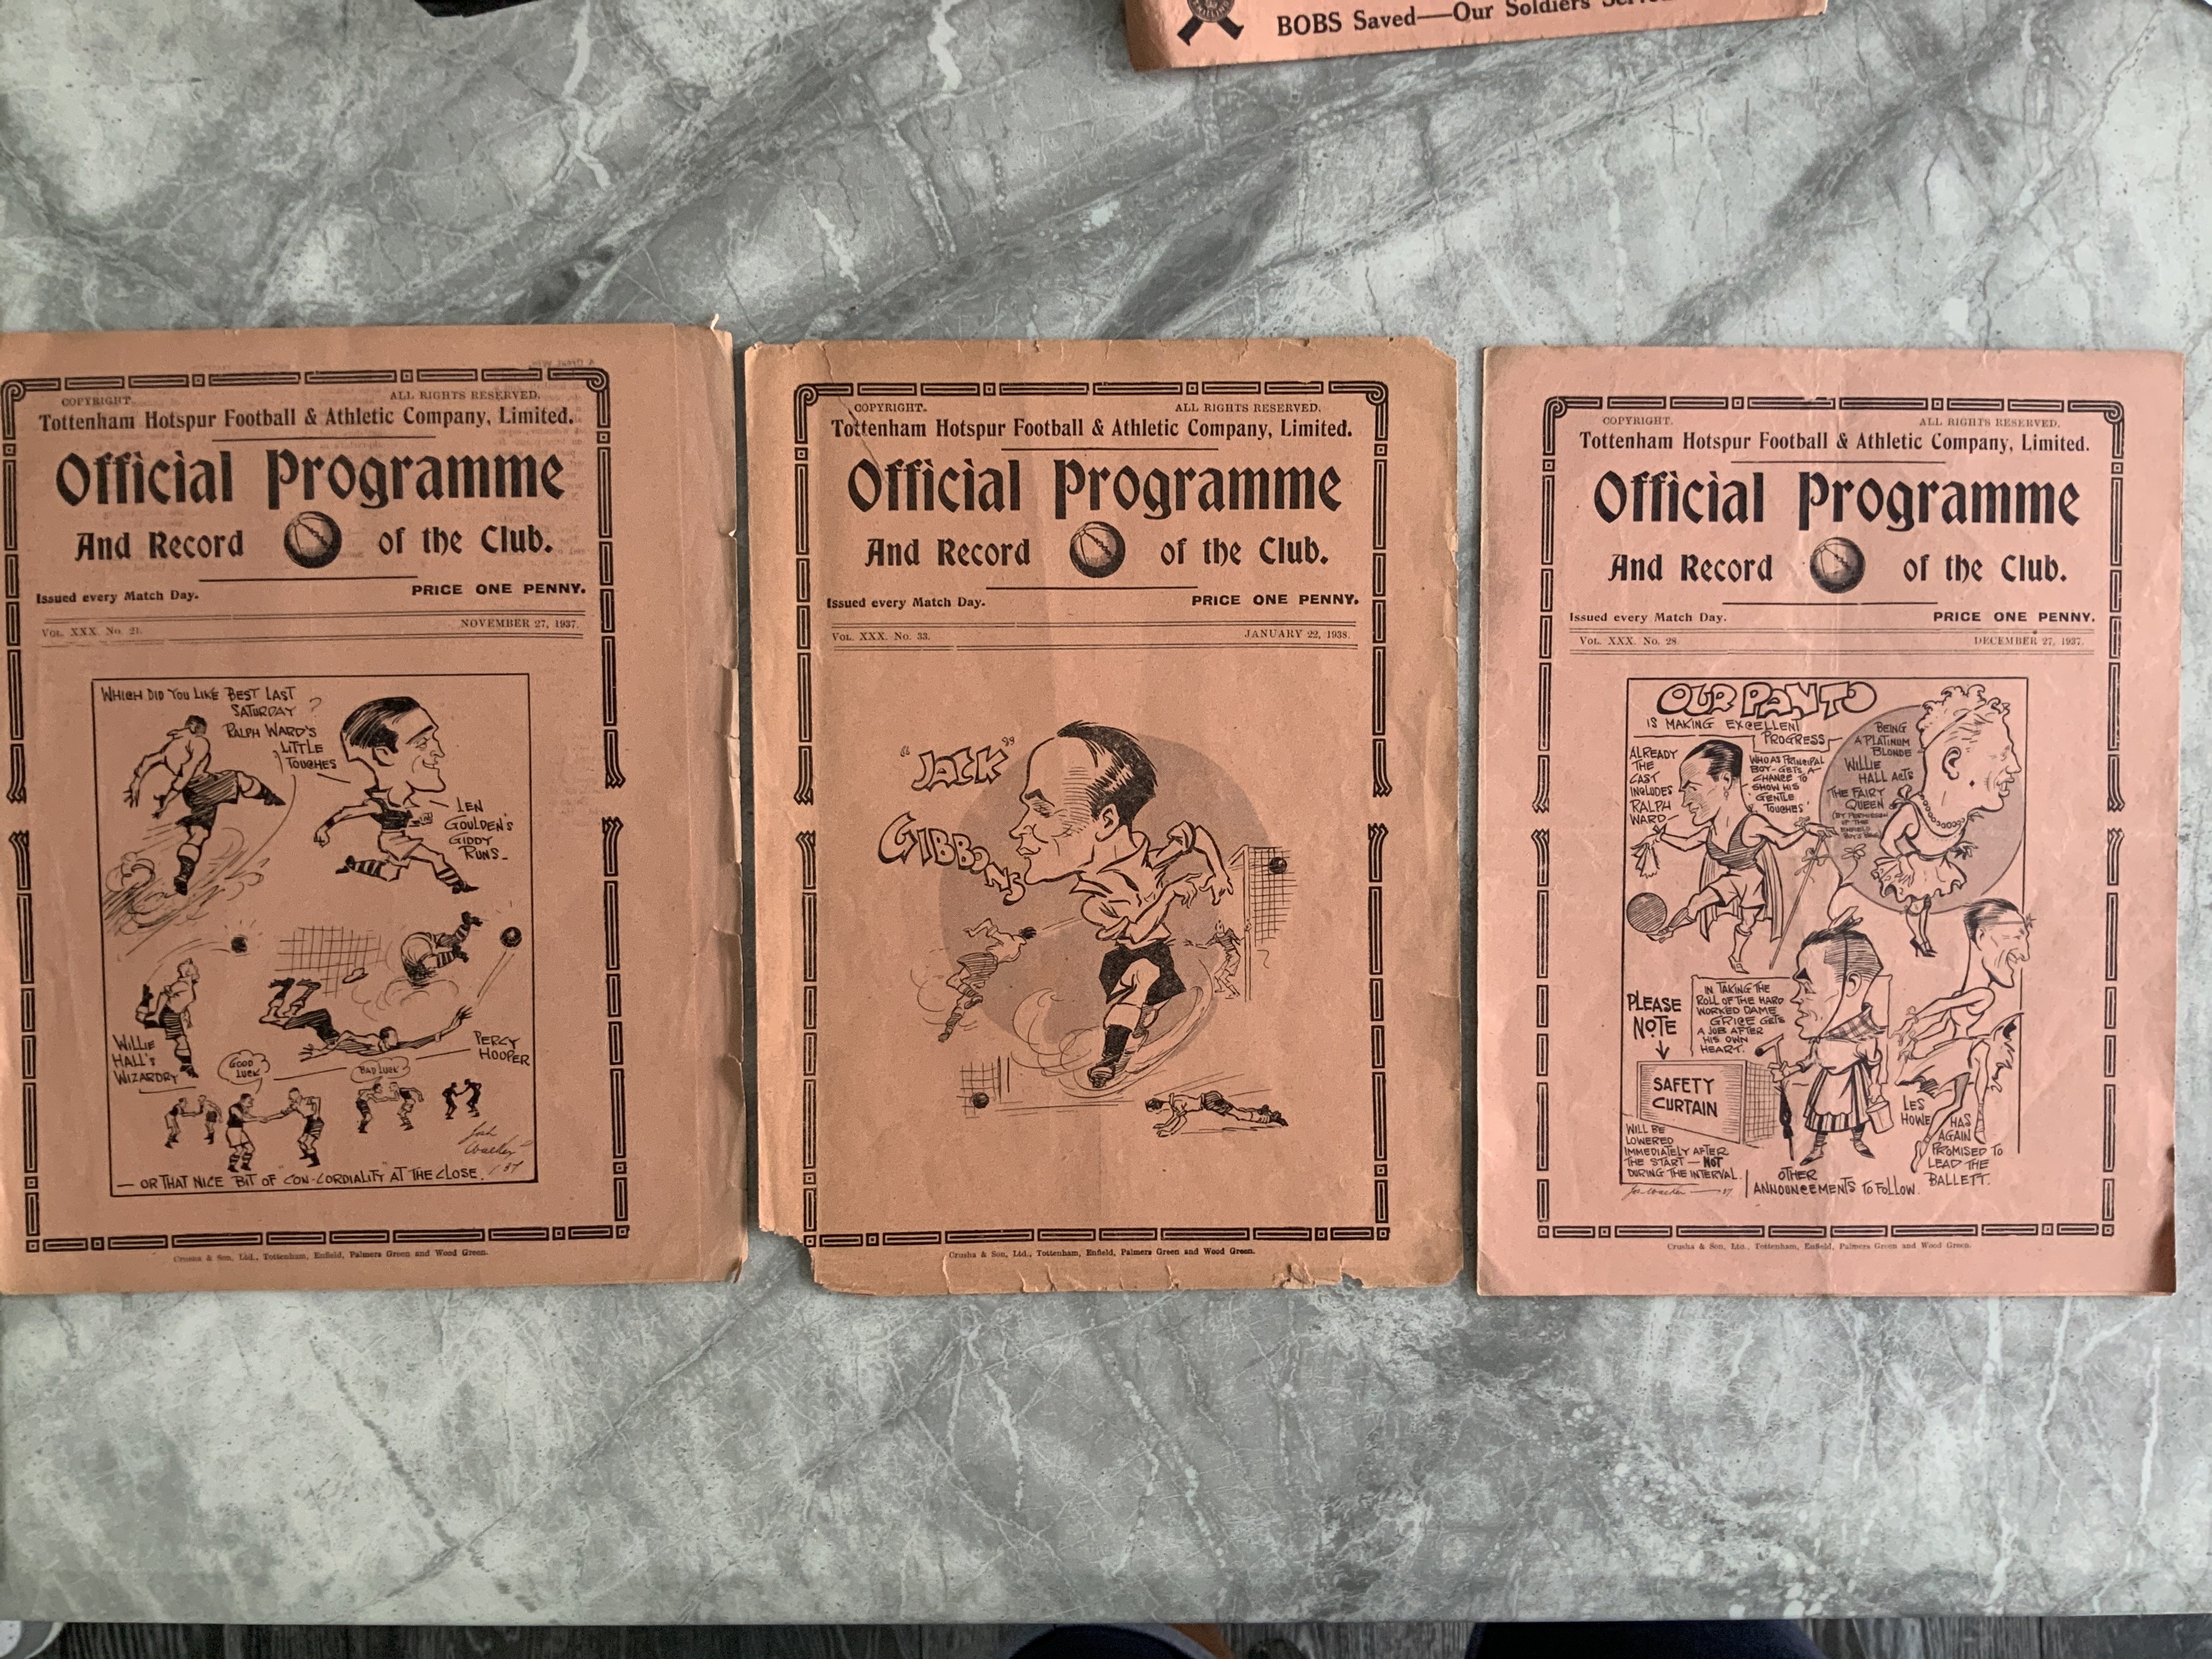 BOBS Saved—Our Soldiers
COPYRIGHT. ALL RIGHTS RESERVED.
Tottenham Hotspur Football & Athletic Company, Limited.
Official Programme
And Record of the Club.
Issued every Match Day. PRICE ONE PENNY.
VOL. XXX. No. 21. NOVEMBER 27, 1937.
WHICH DID YOU LIKE BEST LAST
SATURDAY?
RALPH WARD'S
LITTLE
TOUCHES
LEN
GOULDEN'S
GIDDY
RUNS_
WILLIE
HALL'S
WIZARDRY
PERCY
HOOPER
GOOD
LUCK
BAD LUCK
— OR THAT NICE BIT OF "CON-CORDIALITY" AT THE CLOSE.
Crusha & Son, Ltd., Tottenham, Enfield, Palmers Green and Wood Green.
COPYRIGHT. ALL RIGHTS RESERVED.
Tottenham Hotspur Football & Athletic Company, Limited.
Official Programme
And Record of the Club.
Issued every Match Day. PRICE ONE PENNY.
VOL. XXX. No. 33. JANUARY 22, 1938.
"JACK"
GIBBONS
Crusha & Son, Ltd., Tottenham, Enfield, Palmers Green and Wood Green.
COPYRIGHT. ALL RIGHTS RESERVED.
Tottenham Hotspur Football & Athletic Company, Limited.
Official Programme
And Record of the Club.
Issued every Match Day. PRICE ONE PENNY.
VOL. XXX. No. 28. DECEMBER 27, 1937.
OUR PANTO
IS MAKING EXCELLENT
PROGRESS
ALREADY
THE
CAST
INCLUDES
RALPH
WARD
WHO AS PRINCIPAL
BOY-GETS A
CHANCE TO
SHOW HIS
GENTLE
TOUCHES'
BEING
A PLATINUM
BLONDE
WILLIE
HALL ACTS
THE FAIRY
QUEEN
(BY PERMISSION
OF THE
PLEASE
NOTE
IN TAKING THE
ROLL OF THE HARD
WORKED DAME
GRICE GETS
A JOB AFTER
HIS OWN
HEART.
SAFETY
CURTAIN
WILL BE
LOWERED
IMMEDIATELY AFTER
THE START — NOT
DURING THE INTERVAL.
OTHER
ANNOUNCEMENTS TO FOLLOW.
LES
HOWE HAS
AGAIN
PROMISED TO
LEAD THE
BALLETT.
Crusha & Son, Ltd., Tottenham, Enfield, Palmers Green and Wood Green.